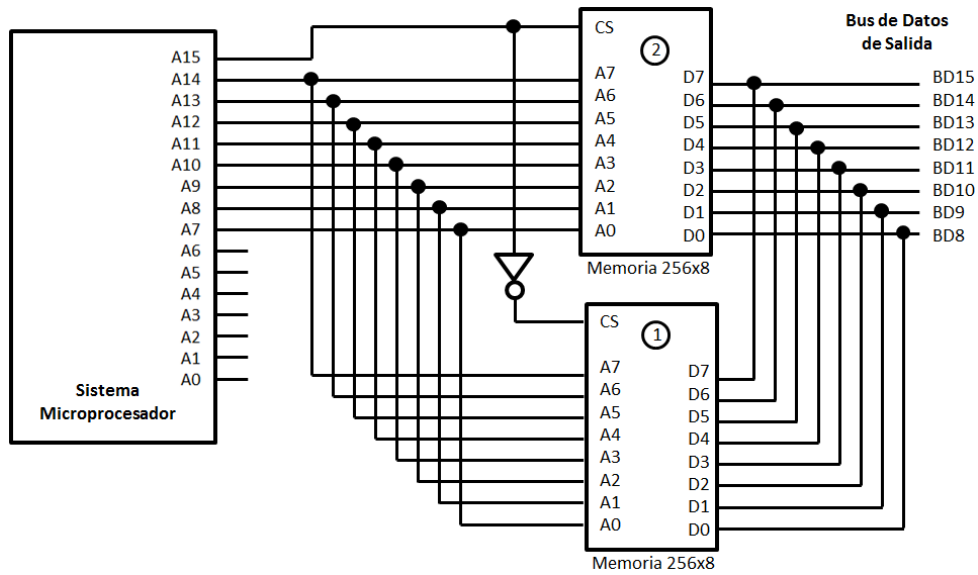 A15
A14
A13
A12
A11
A10
A9
A8
A7
A6
A5
A4
A3
A2
A1
A0
Sistema
Microprocesador
CS
2
A7
A6
A5
A4
A3
A2
A1
A0
D7
D6
D5
D4
D3
D2
D1
D0
Memoria 256x8
CS
1
A7
A6
A5
A4
A3
A2
A1
A0
D7
D6
D5
D4
D3
D2
D1
D0
Memoria 256x8
Bus de Datos
de Salida
BD15
BD14
BD13
BD12
BD11
BD10
BD9
BD8